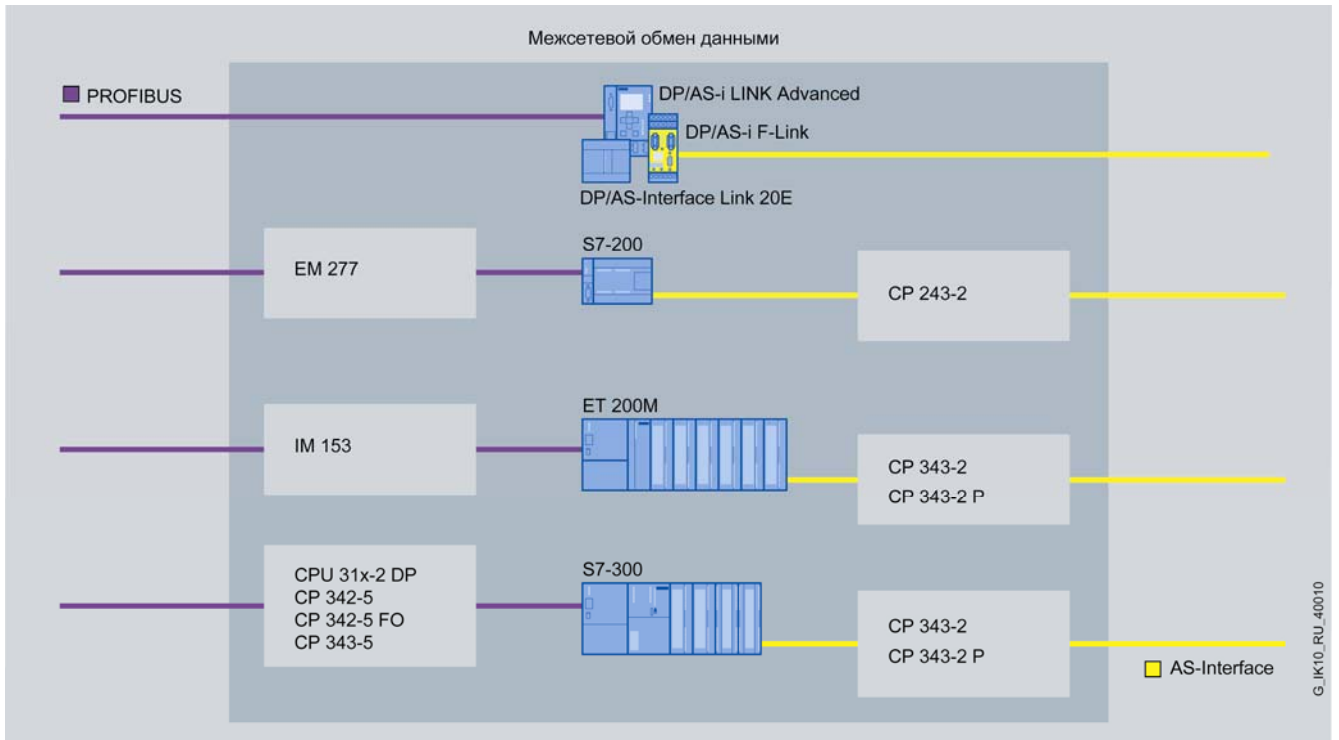 Межсетевой обмен данными
PROFIBUS
DP/AS-i LINK Advanced
DP/AS-i F-Link
DP/AS-Interface Link 20E
EM 277
S7-200
CP 243-2
IM 153
ET 200M
CP 343-2
CP 343-2 P
CPU 31x-2 DP
CP 342-5
CP 342-5 FO
CP 343-5
S7-300
CP 343-2
CP 343-2 P
AS-Interface
G_IK10_RU_40010